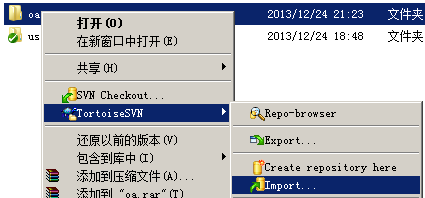 oa 2013/12/24 21:23 文件夹
us 2013/12/24 18:48 文件夹
打开(O)
在新窗口中打开(E)
共享(H)
SVN Checkout...
TortoiseSVN
还原以前的版本(V)
包含到库中(I)
添加到压缩文件(A)...
添加到 "oa.rar"(T)
Repo-browser
Export...
Create repository here
Import...